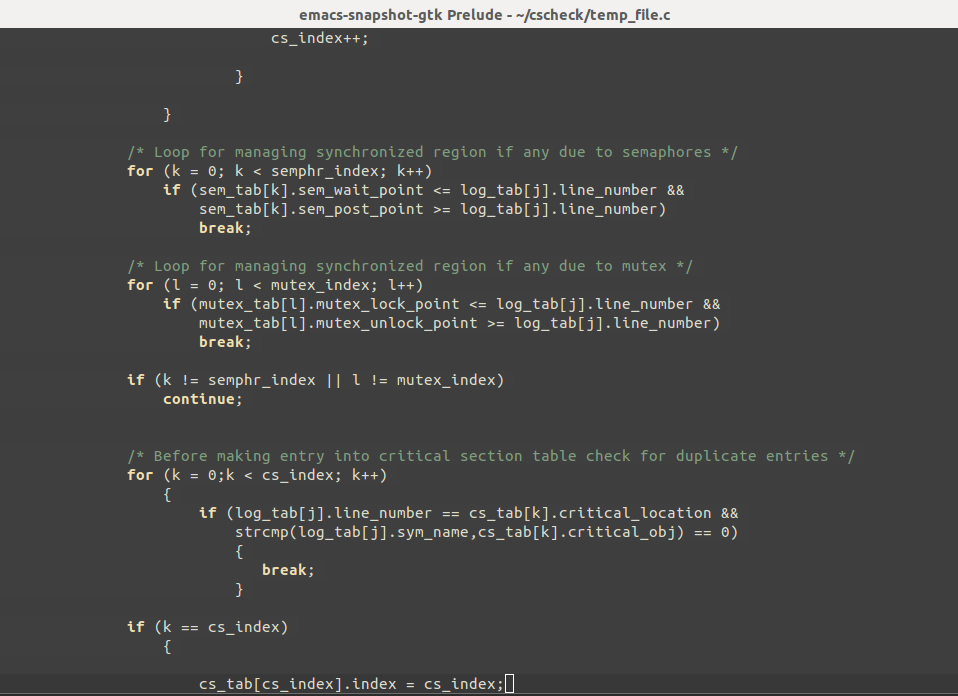 emacs-snapshot-gtk Prelude - ~/cscheck/temp_file.c
cs_index++;
}
}
/* Loop for managing synchronized region if any due to semaphores */
for (k = 0; k < semphr_index; k++)
if (sem_tab[k].sem_wait_point <= log_tab[j].line_number &&
sem_tab[k].sem_post_point >= log_tab[j].line_number)
break;
/* Loop for managing synchronized region if any due to mutex */
for (l = 0; l < mutex_index; l++)
if (mutex_tab[l].mutex_lock_point <= log_tab[j].line_number &&
mutex_tab[l].mutex_unlock_point >= log_tab[j].line_number)
break;
if (k != semphr_index || l != mutex_index)
continue;
/* Before making entry into critical section table check for duplicate entries */
for (k = 0;k < cs_index; k++)
{
if (log_tab[j].line_number == cs_tab[k].critical_location &&
strcmp(log_tab[j].sym_name,cs_tab[k].critical_obj) == 0)
{
break;
}
if (k == cs_index)
{
cs_tab[cs_index].index = cs_index;